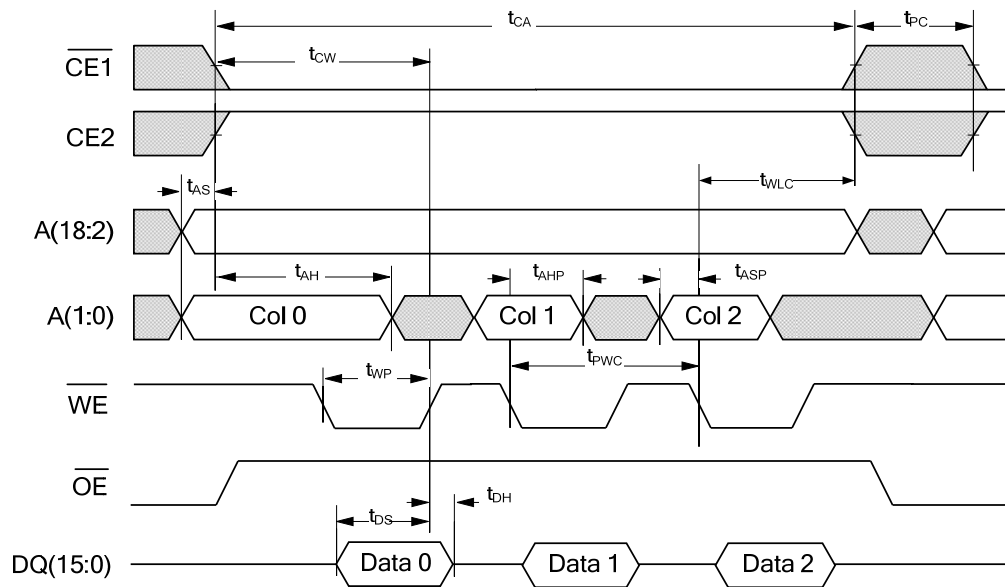 tCA
tPC
CE1
tCW
CE2
tWLC
tAS
A(18:2)
tAH
tAHP
tASP
A(1:0)
Col 0
Col 1
Col 2
tPWC
tWP
WE
OE
tDH
tDS
DQ(15:0)
Data 0
Data 1
Data 2